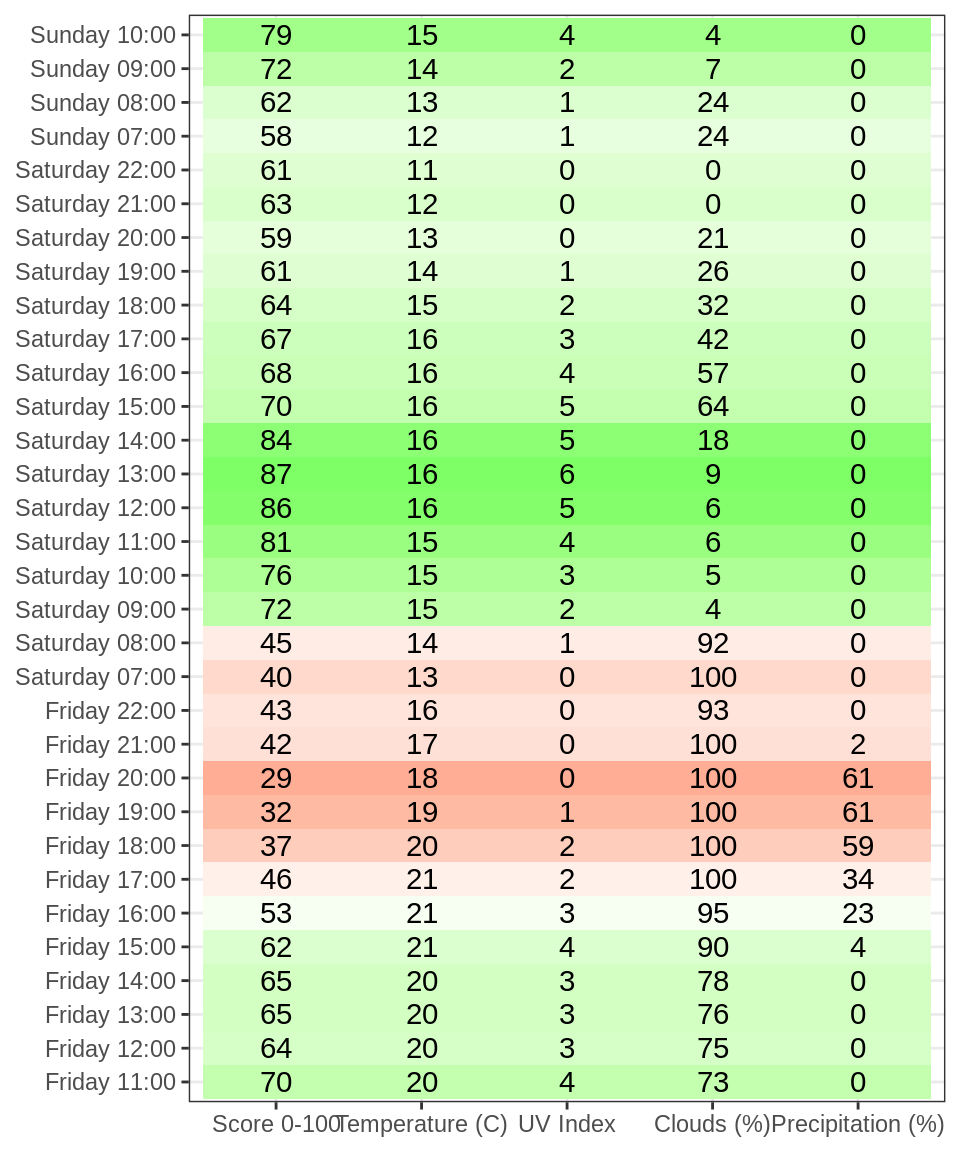 Sunday 10:00 79 15 4 4 0
Sunday 09:00 72 14 2 7 0
Sunday 08:00 62 13 1 24 0
Sunday 07:00 58 12 1 24 0
Saturday 22:00 61 11 0 0 0
Saturday 21:00 63 12 0 0 0
Saturday 20:00 59 13 0 21 0
Saturday 19:00 61 14 1 26 0
Saturday 18:00 64 15 2 32 0
Saturday 17:00 67 16 3 42 0
Saturday 16:00 68 16 4 57 0
Saturday 15:00 70 16 5 64 0
Saturday 14:00 84 16 5 18 0
Saturday 13:00 87 16 6 9 0
Saturday 12:00 86 16 5 6 0
Saturday 11:00 81 15 4 6 0
Saturday 10:00 76 15 3 5 0
Saturday 09:00 72 15 2 4 0
Saturday 08:00 45 14 1 92 0
Saturday 07:00 40 13 0 100 0
Friday 22:00 43 16 0 93 0
Friday 21:00 42 17 0 100 2
Friday 20:00 29 18 0 100 61
Friday 19:00 32 19 1 100 61
Friday 18:00 37 20 2 100 59
Friday 17:00 46 21 2 100 34
Friday 16:00 53 21 3 95 23
Friday 15:00 62 21 4 90 4
Friday 14:00 65 20 3 78 0
Friday 13:00 65 20 3 76 0
Friday 12:00 64 20 3 75 0
Friday 11:00 70 20 4 73 0
Score 0-100 Temperature (C) UV Index Clouds (%) Precipitation (%)